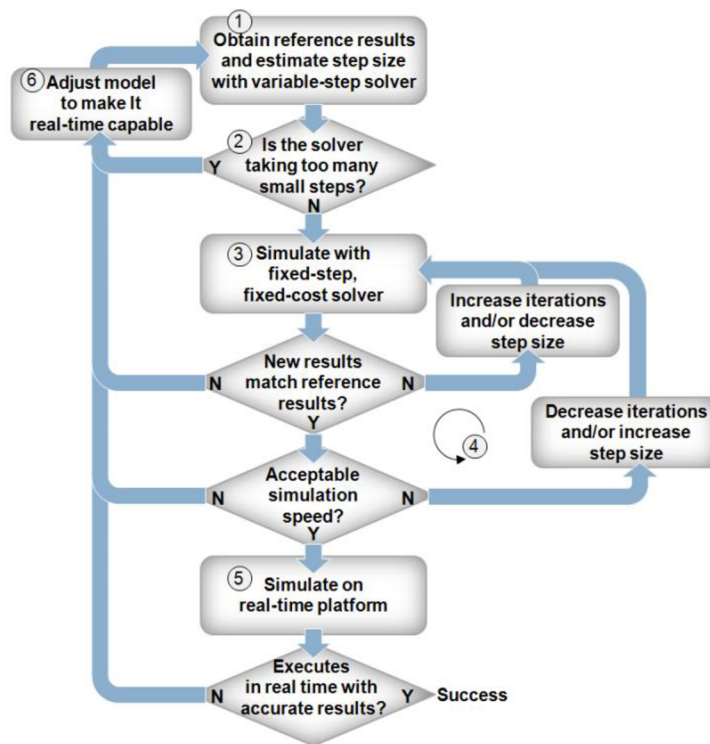 1
Obtain reference results
and estimate step size
with variable-step solver
6
Adjust model
to make It
real-time capable
2
Is the solver
taking too many
small steps?
Y
N
3
Simulate with
fixed-step,
fixed-cost solver
Increase iterations
and/or decrease
step size
New results
match reference
results?
N
N
Y
4
Decrease iterations
and/or increase
step size
Acceptable
simulation
speed?
N
N
Y
5
Simulate on
real-time platform
Executes
in real time with
accurate results?
N
Y
Success